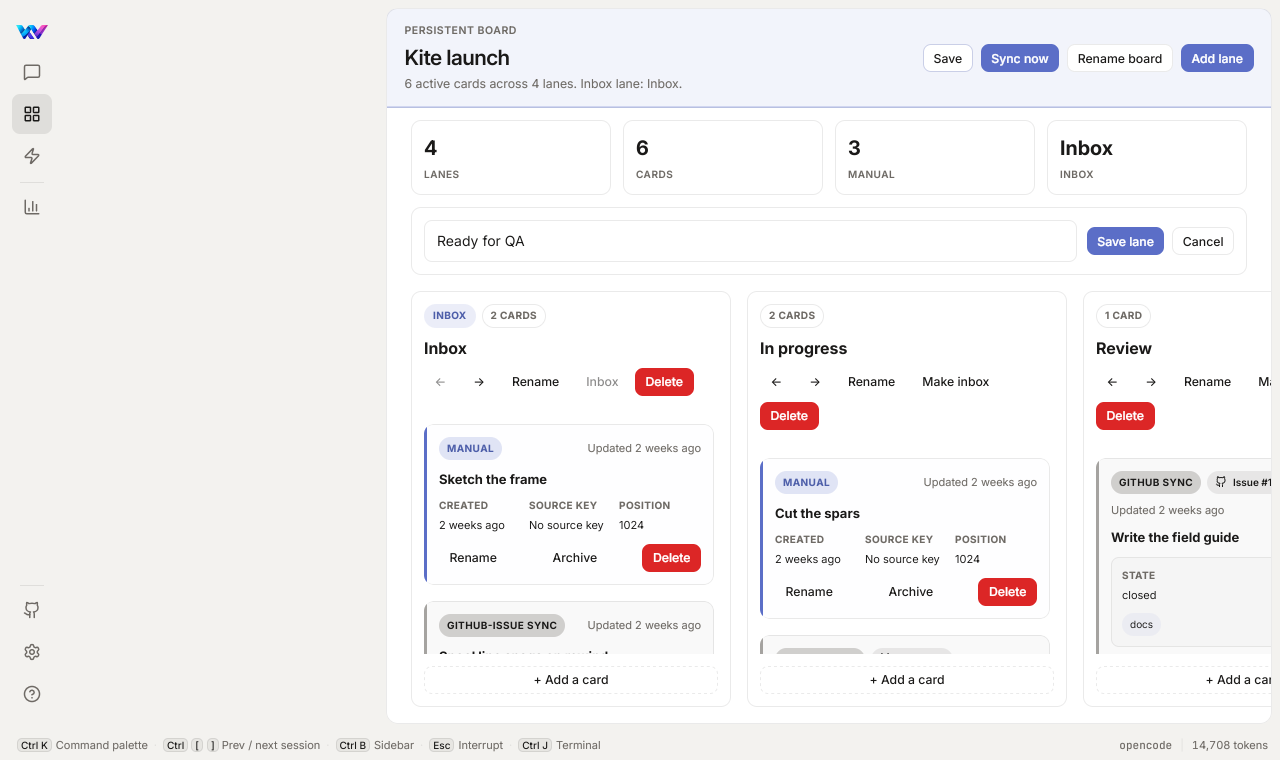 PERSISTENT BOARD
Kite launch
6 active cards across 4 lanes. Inbox lane: Inbox.
Save
Sync now
Rename board
Add lane
4
LANES
6
CARDS
3
MANUAL
Inbox
INBOX
Ready for QA
Save lane
Cancel
INBOX
2 CARDS
Inbox
← → Rename Inbox Delete
MANUAL
Updated 2 weeks ago
Sketch the frame
CREATED SOURCE KEY POSITION
2 weeks ago No source key 1024
Rename Archive Delete
GITHUB-ISSUE SYNC
Updated 2 weeks ago
+ Add a card
2 CARDS
In progress
← → Rename Make inbox
Delete
MANUAL
Updated 2 weeks ago
Cut the spars
CREATED SOURCE KEY POSITION
2 weeks ago No source key 1024
Rename Archive Delete
+ Add a card
1 CARD
Review
← → Rename
Delete
GITHUB SYNC
Issue #1
Updated 2 weeks ago
Write the field guide
STATE
closed
docs
+ Add a car
Ctrl K Command palette Ctrl [ ] Prev / next session Ctrl B Sidebar Esc Interrupt Ctrl J Terminal
opencode 14,708 tokens